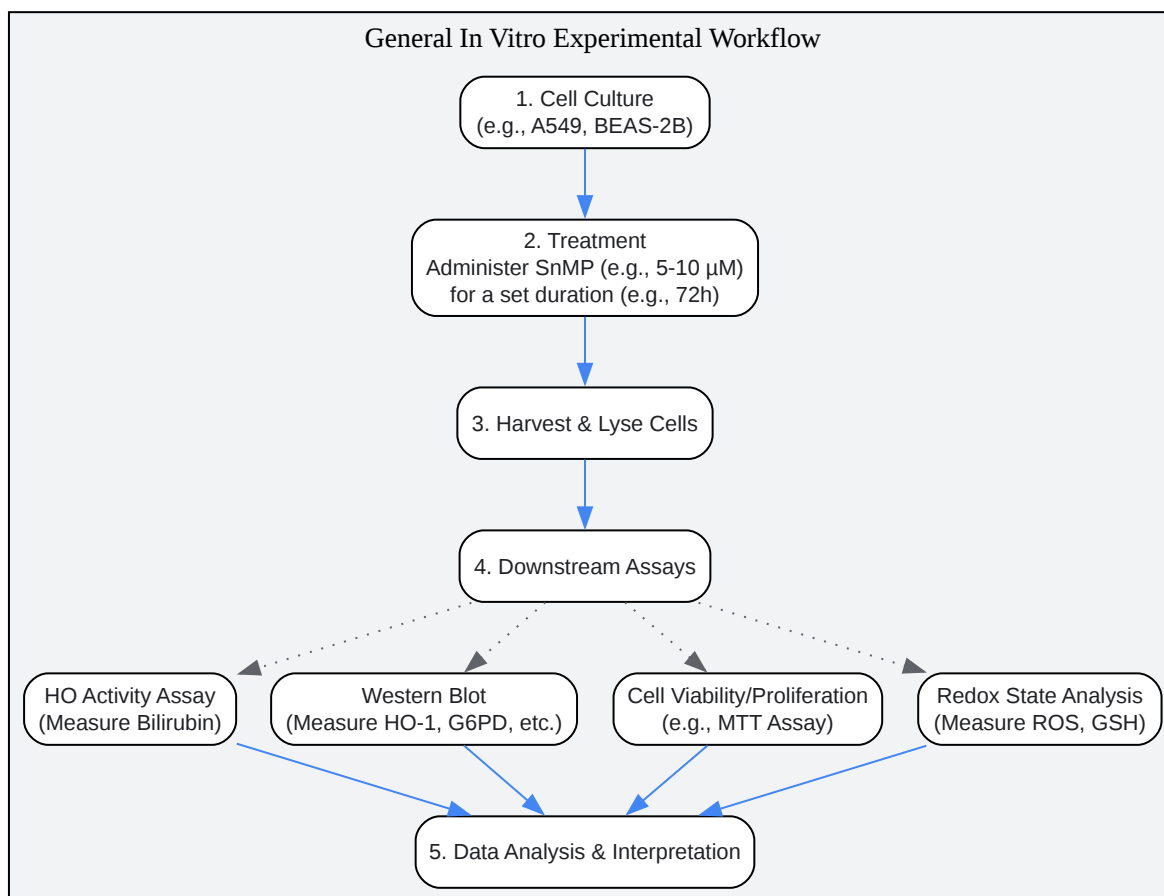 General In Vitro Experimental Workflow
1. Cell Culture
(e.g., A549, BEAS-2B)
2. Treatment
Administer SnMP (e.g., 5-10 µM)
for a set duration (e.g., 72h)
3. Harvest & Lyse Cells
4. Downstream Assays
HO Activity Assay
(Measure Bilirubin)
Western Blot
(Measure HO-1, G6PD, etc.)
Cell Viability/Proliferation
(e.g., MTT Assay)
Redox State Analysis
(Measure ROS, GSH)
5. Data Analysis & Interpretation